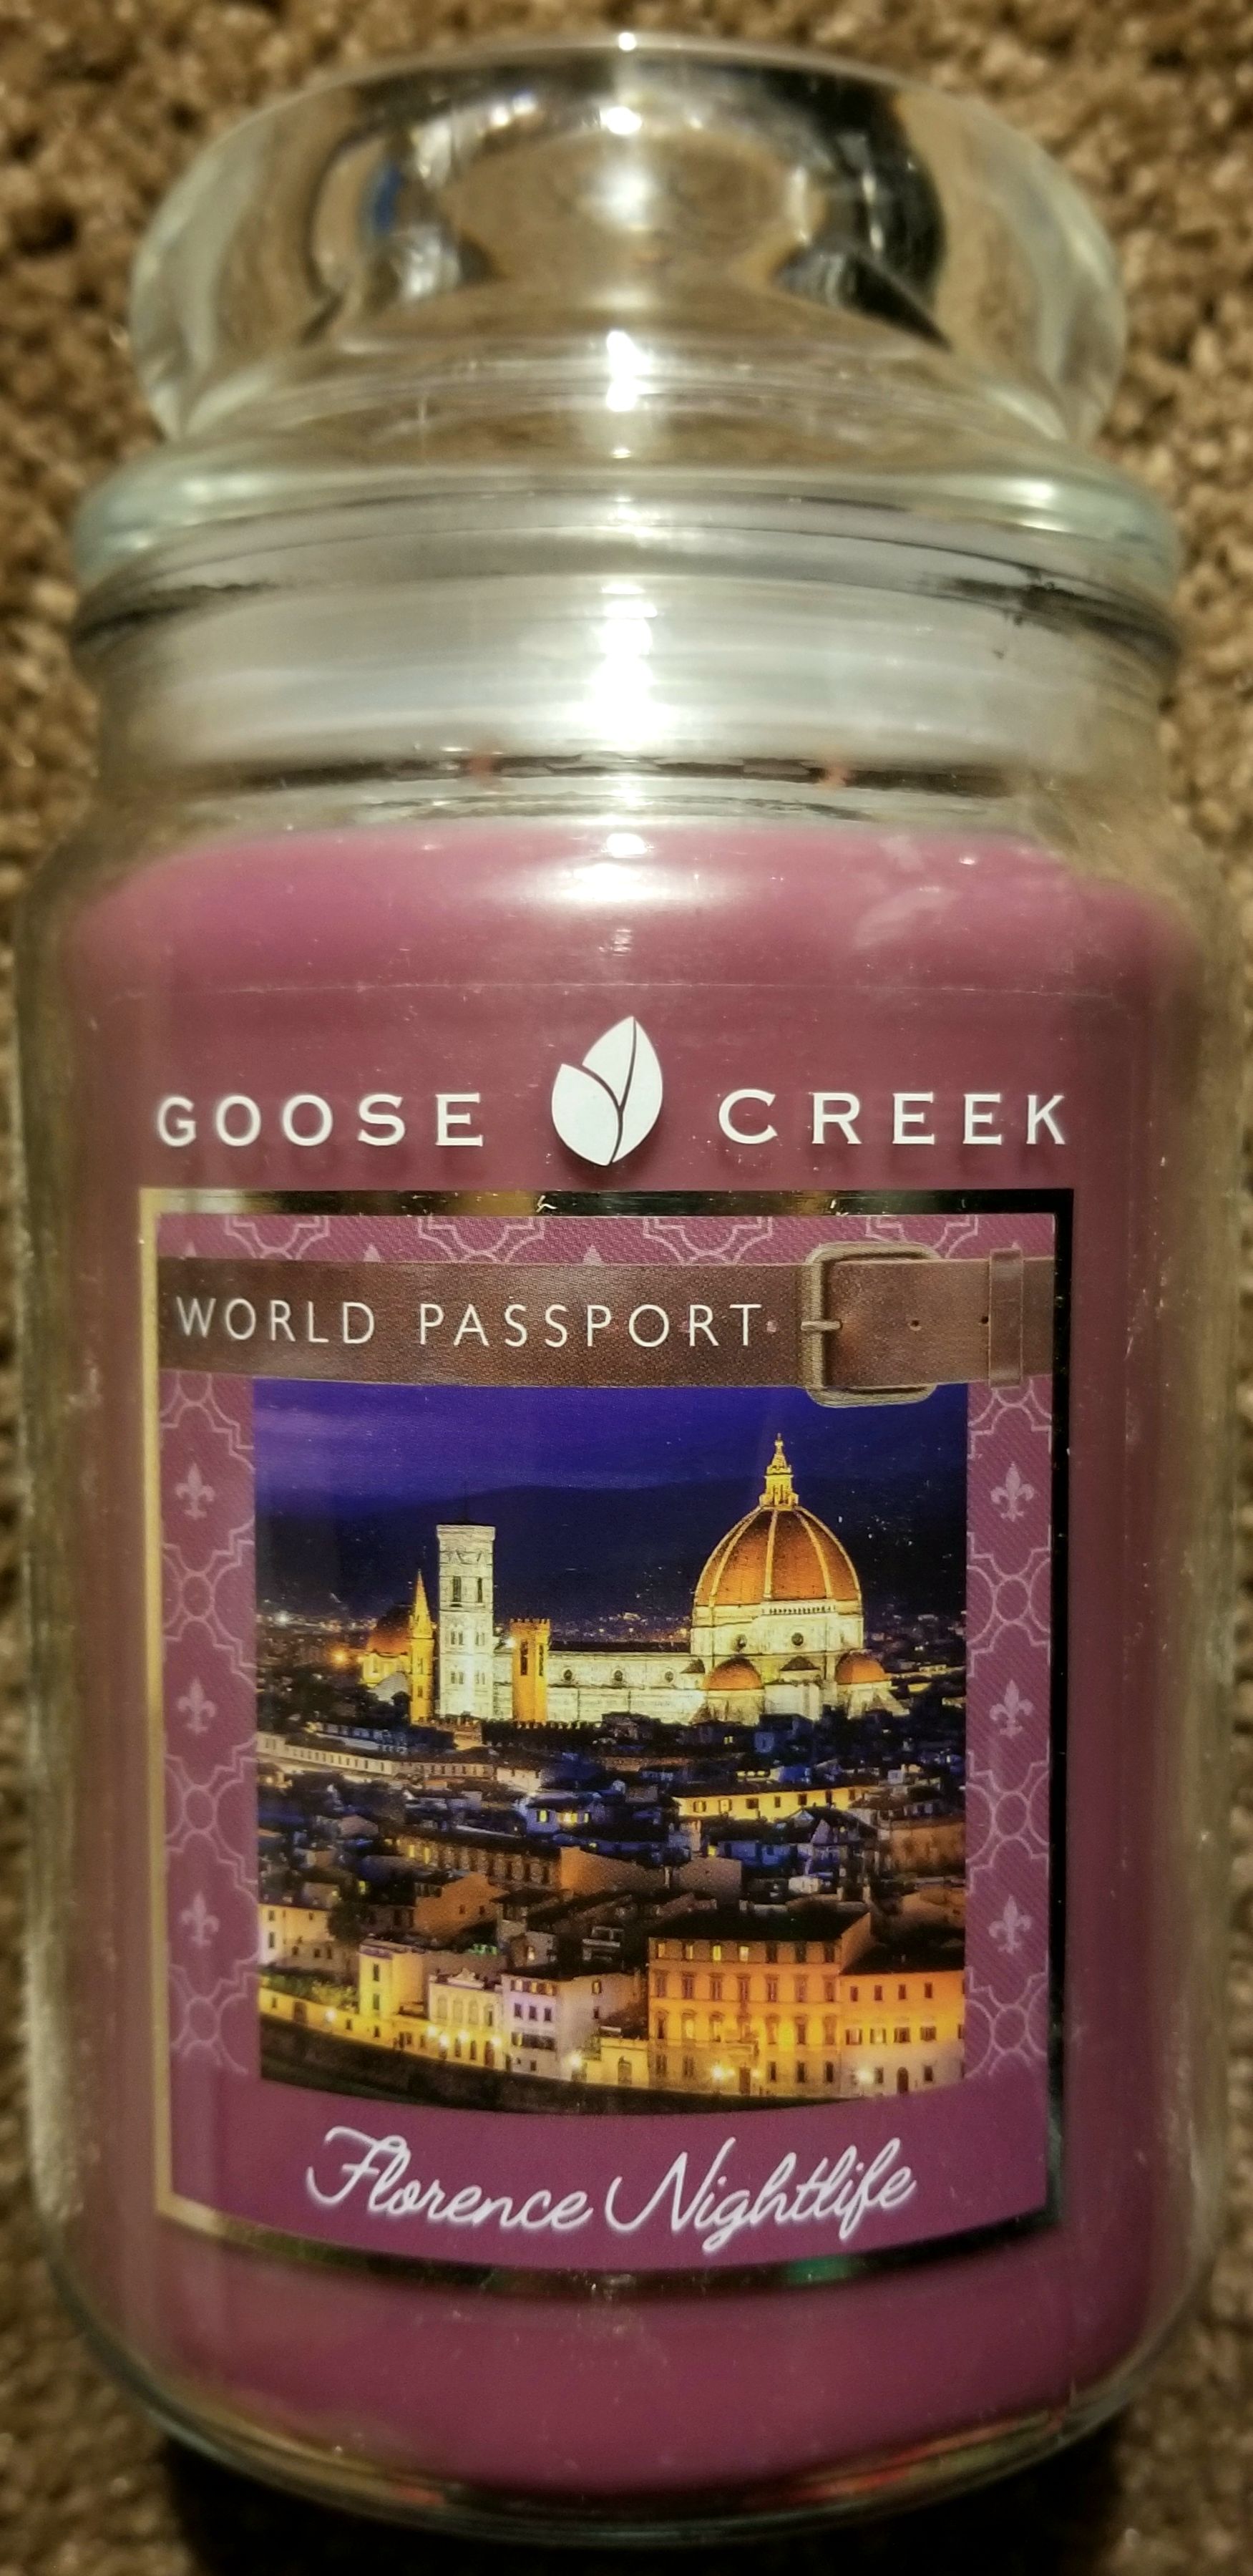 GOOSE CREEK
WORLD PASSPORT
Florence Nightlife